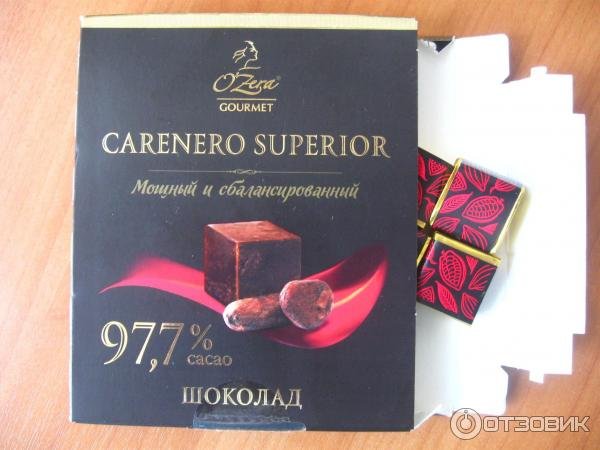 O'Zera®
GOURMET
CARENERO SUPERIOR
Мощный и сбалансированный
97,7%
cacao
ШОКОЛАД
ОТЗОВИК